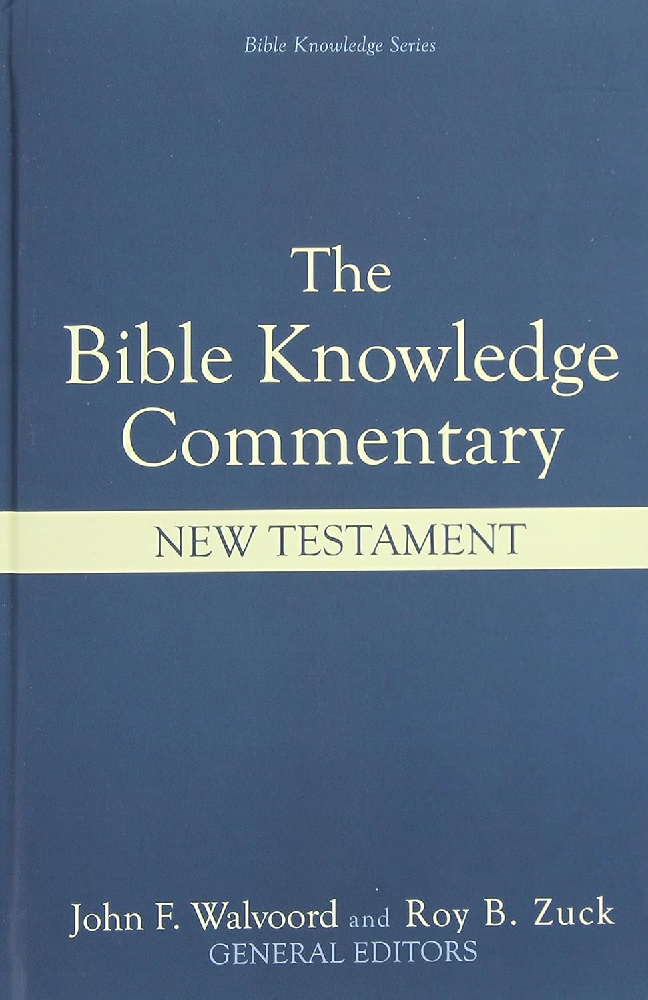 Bible Knowledge Series
The
Bible Knowledge
Commentary
NEW TESTAMENT
John F. Walvoord and Roy B. Zuck
GENERAL EDITORS